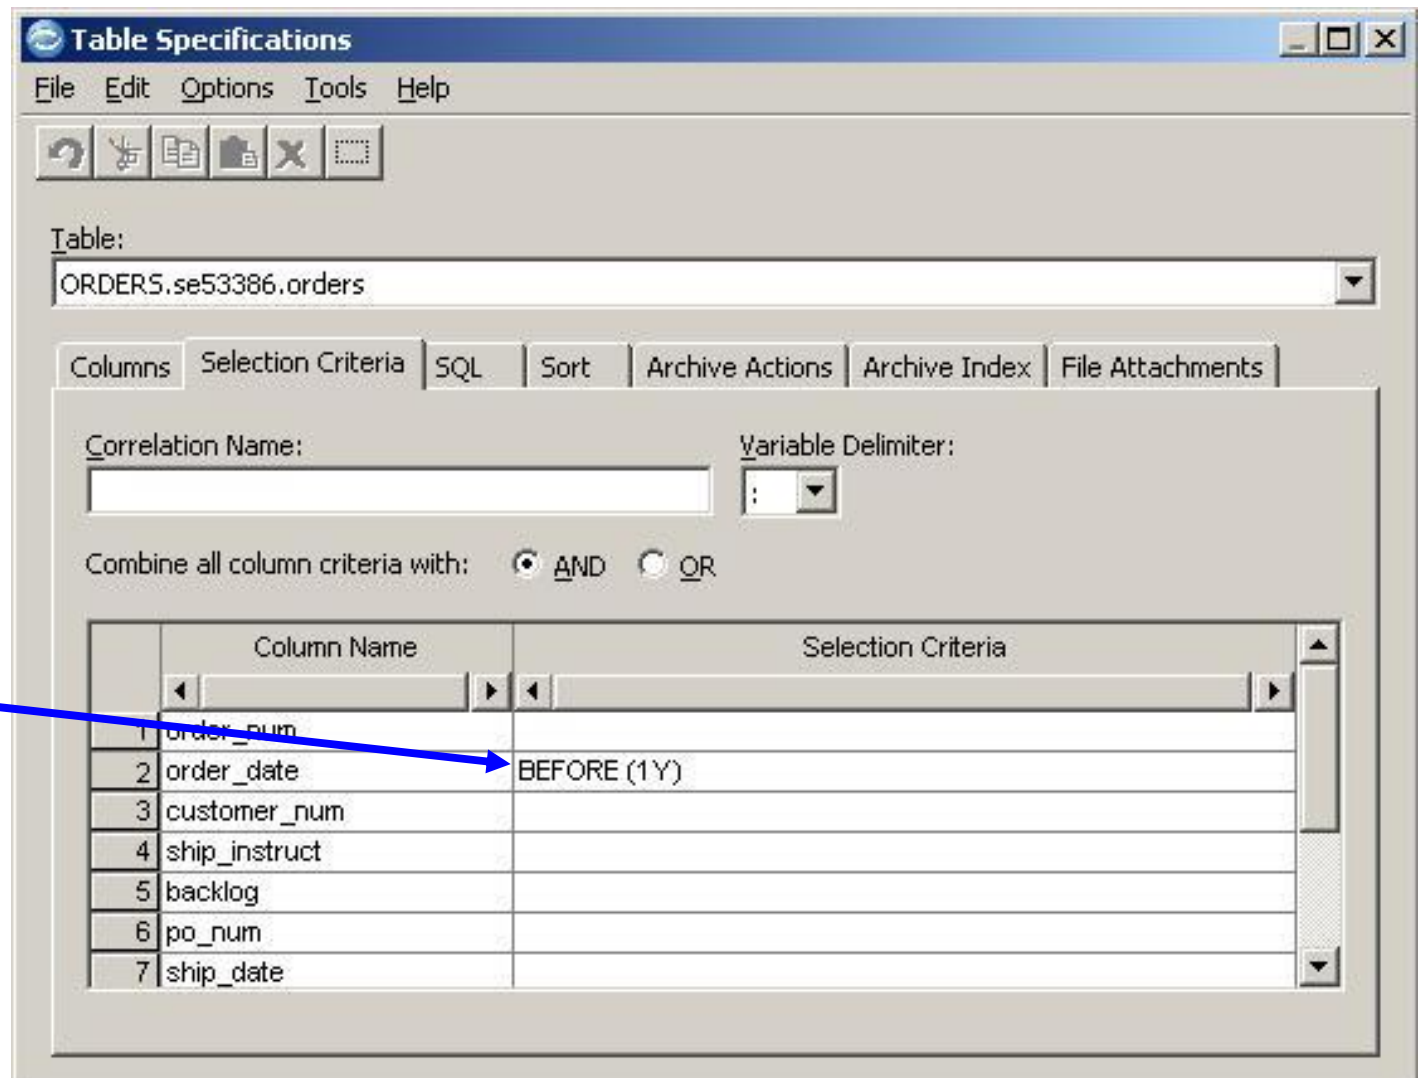 Table Specifications
File Edit Options Tools Help
Table:
ORDERS.se53386.orders
Columns Selection Criteria SQL Sort Archive Actions Archive Index File Attachments
Correlation Name: Variable Delimiter:
:
Combine all column criteria with: AND OR
Column Name Selection Criteria
1 order_num
2 order_date BEFORE (1Y)
3 customer_num
4 ship_instruct
5 backlog
6 po_num
7 ship_date